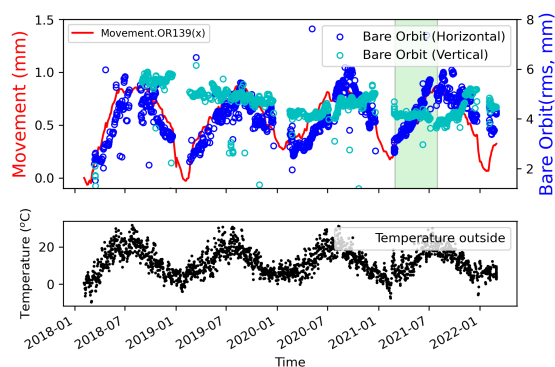 Movement.OR139(x)
Bare Orbit (Horizontal)
Bare Orbit (Vertical)
Movement (mm)
1.5
1.0
0.5
0.0
8
6
4
2
Bare Orbit(rms, mm)
Temperature outside
Temperature (°C)
20
0
2018-01
2018-07
2019-01
2019-07
2020-01
2020-07
2021-01
2021-07
2022-01
Time